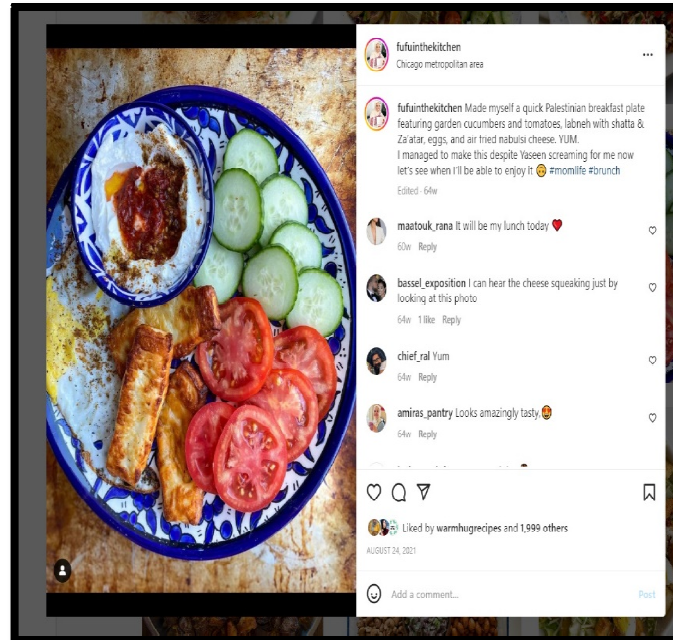 fufuinthekitchen
Chicago metropolitan area
fufuinthekitchen Made myself a quick Palestinian breakfast plate
featuring garden cucumbers and tomatoes, labneh with shatta &
Za'atar, eggs, and air fried nabulsi cheese. YUM.
I managed to make this despite Yaseen screaming for me now
let's see when I'll be able to enjoy it 🙃 #momlife #brunch
Edited · 64w
maatouk_rana It will be my lunch today ❤️
60w Reply
bassel_exposition I can hear the cheese squeaking just by
looking at this photo
64w 1 like Reply
chief_ral Yum
64w Reply
amiras_pantry Looks amazingly tasty.😍
64w Reply
Liked by warmhugrecipes and 1,999 others
AUGUST 24, 2021
Add a comment...
Post